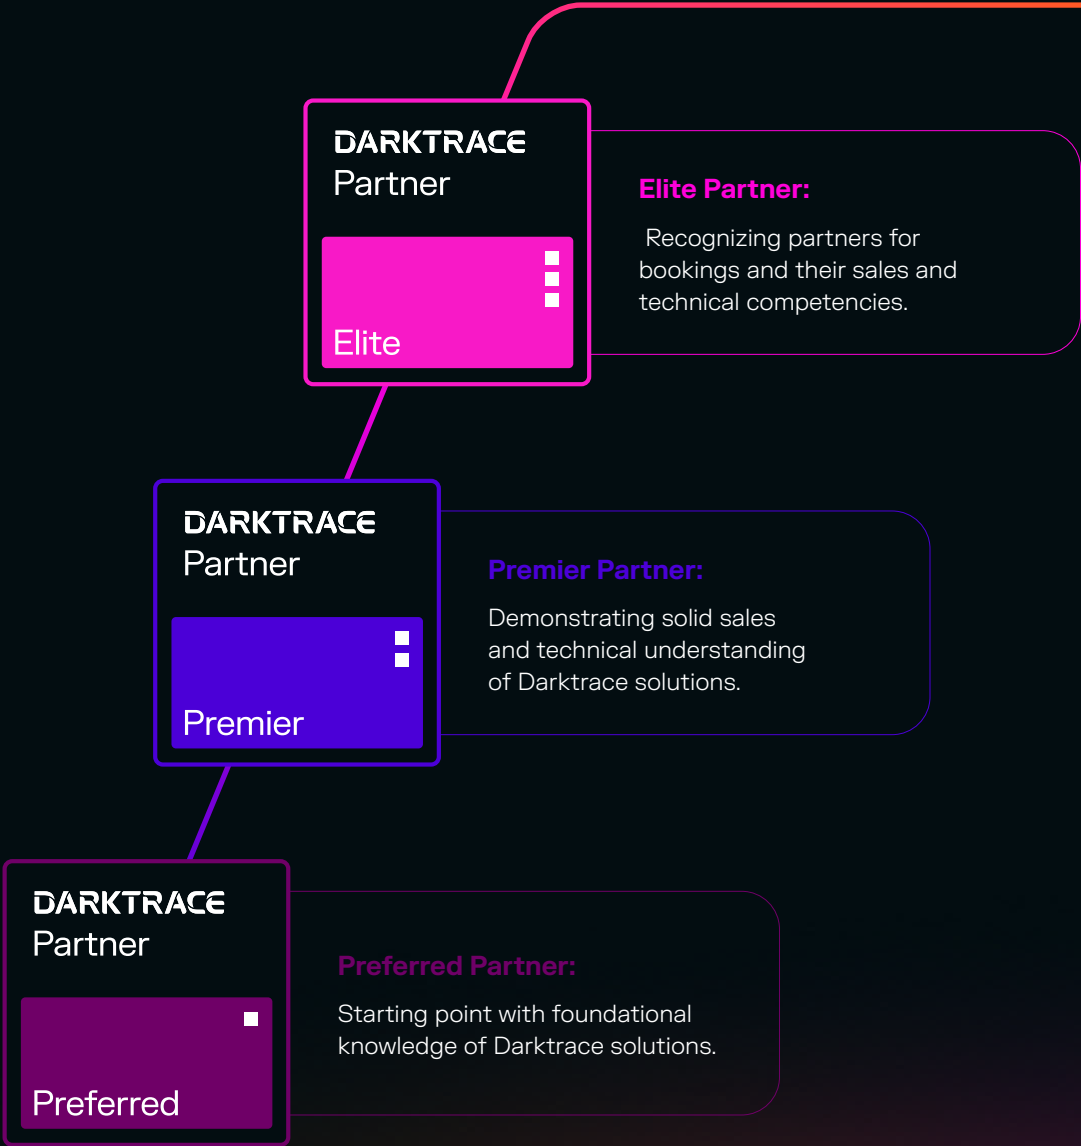 DARKTRACE
Partner
Elite
Elite Partner:
Recognizing partners for
bookings and their sales and
technical competencies.
DARKTRACE
Partner
Premier
Premier Partner:
Demonstrating solid sales
and technical understanding
of Darktrace solutions.
DARKTRACE
Partner
Preferred
Preferred Partner:
Starting point with foundational
knowledge of Darktrace solutions.